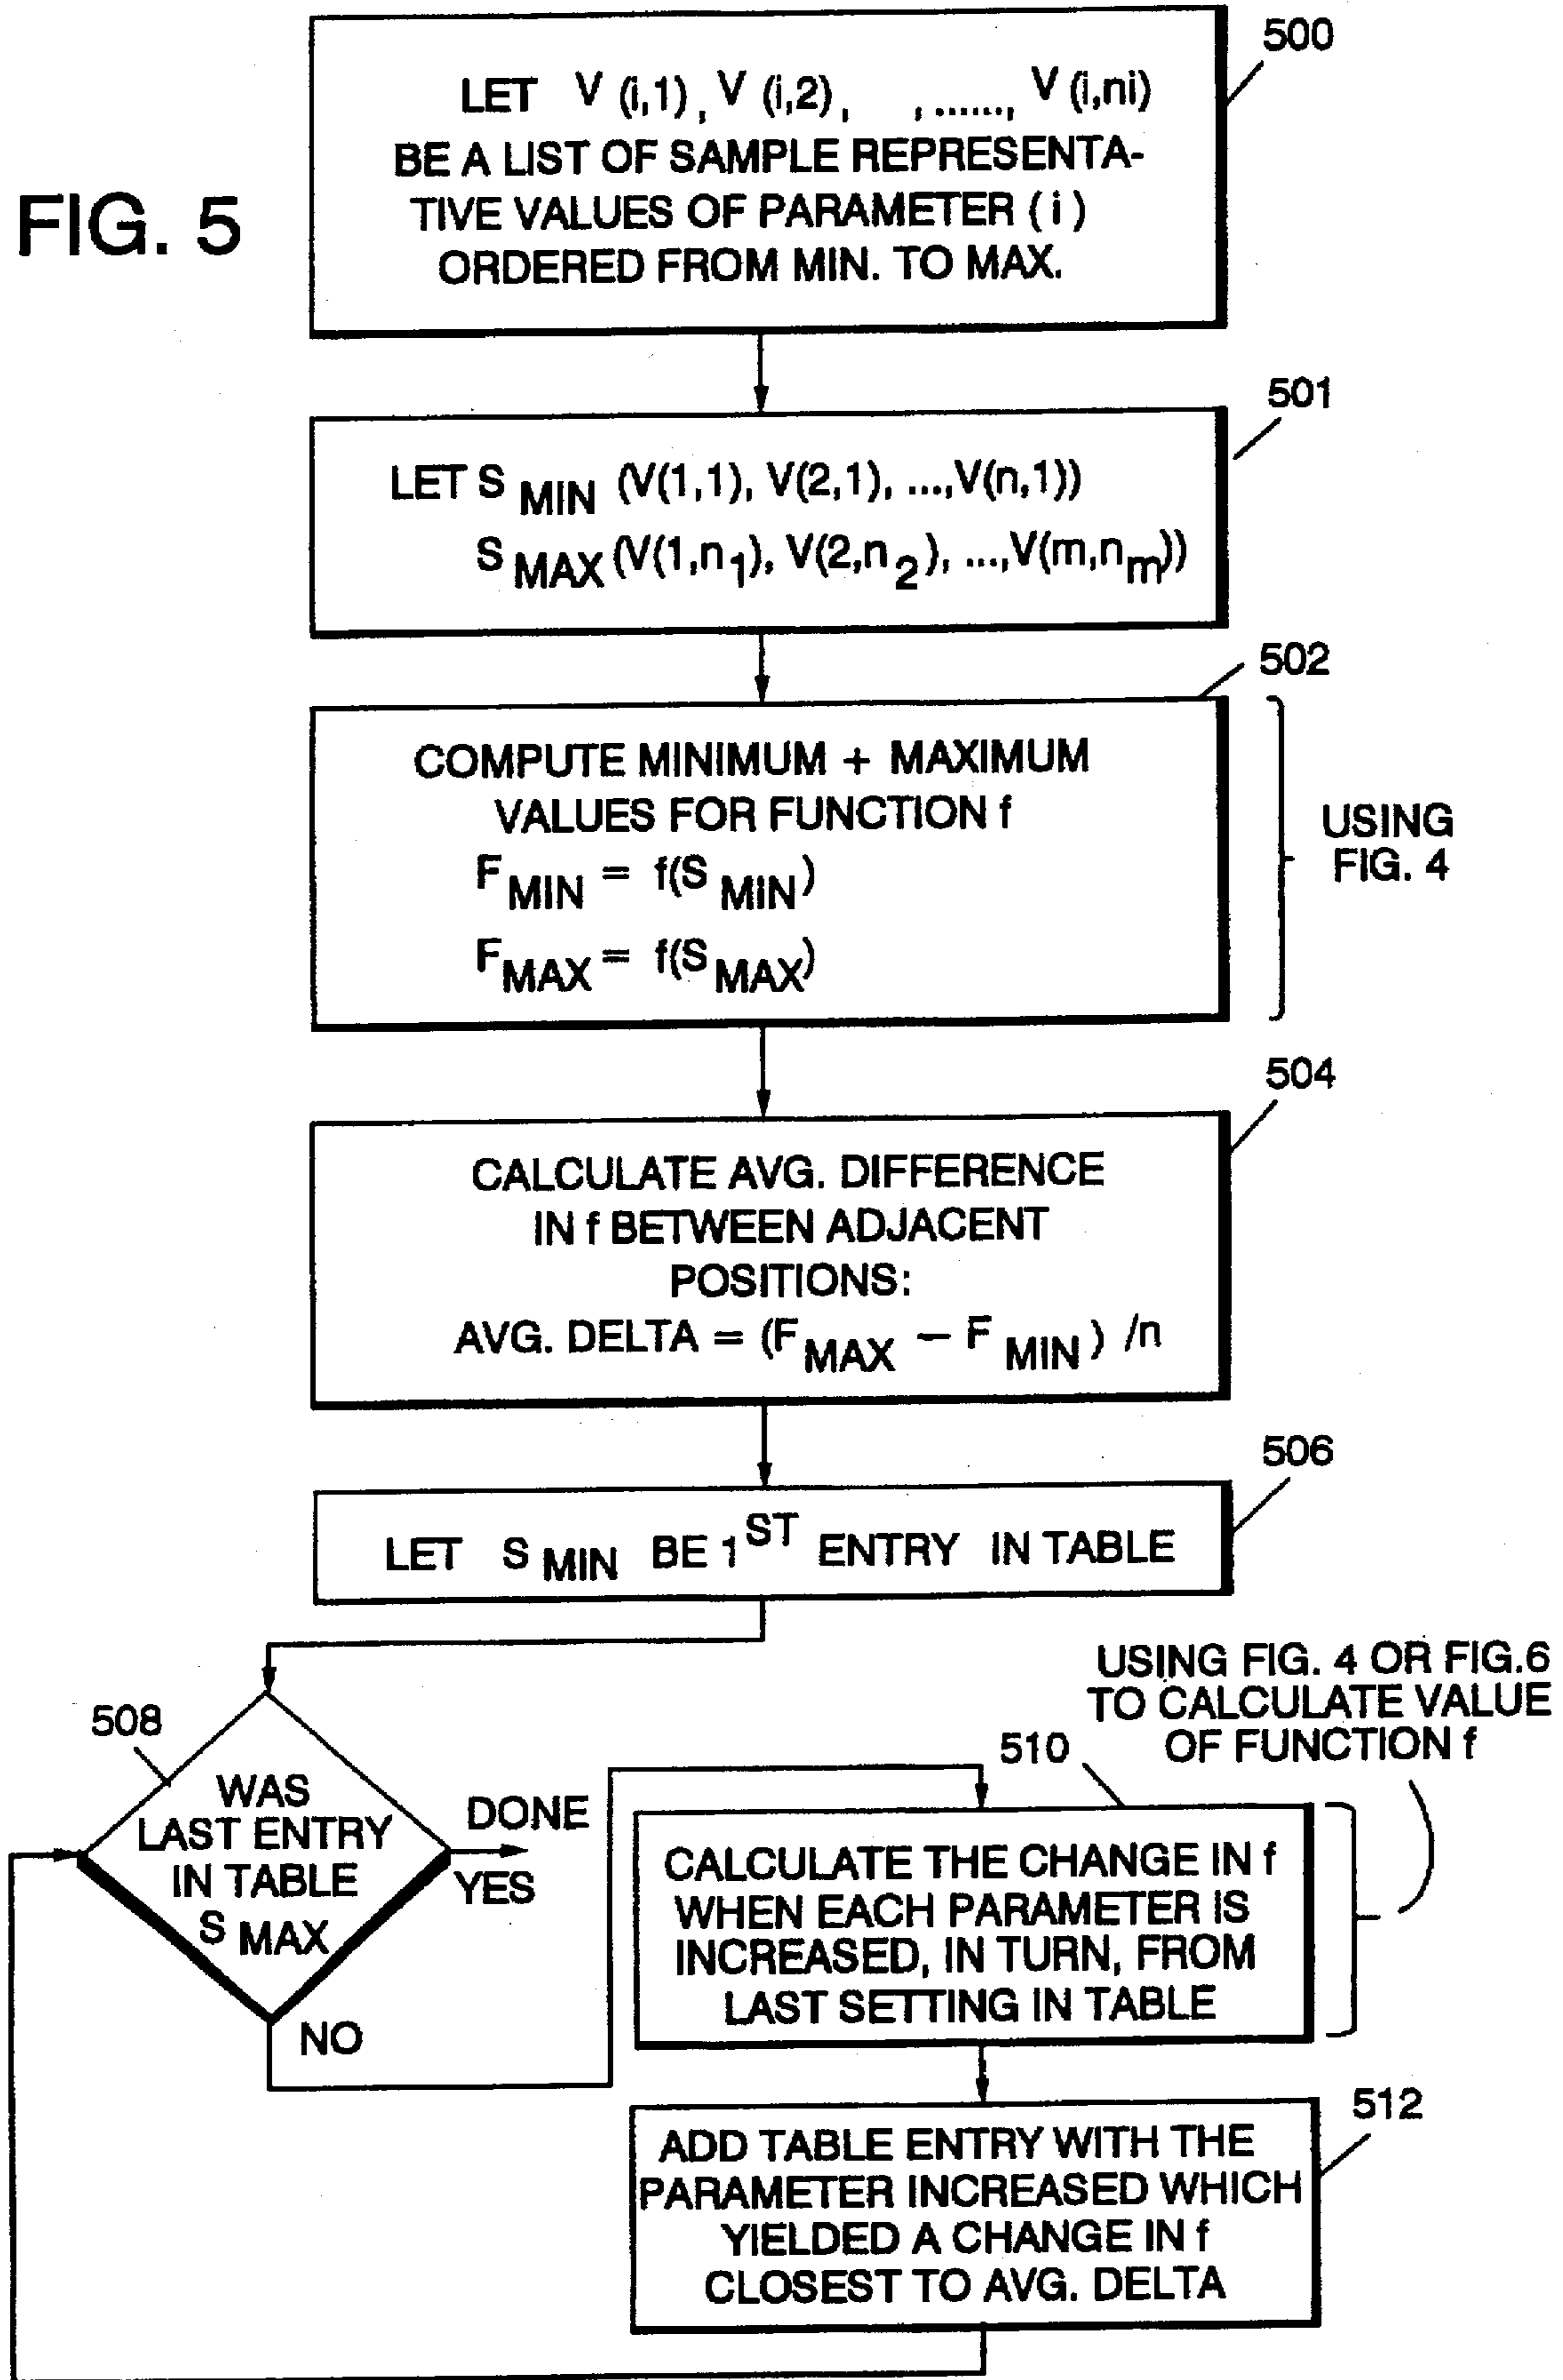 FIG. 5
500
LET V (i,1), V (i,2), , ......, V (i,ni)
BE A LIST OF SAMPLE REPRESENTA-
TIVE VALUES OF PARAMETER ( i )
ORDERED FROM MIN. TO MAX.
501
LET S MIN (V(1,1), V(2,1), ...,V(n,1))
S MAX (V(1,n1), V(2,n2), ...,V(m,nm))
502
COMPUTE MINIMUM + MAXIMUM
VALUES FOR FUNCTION f
F MIN = f(S MIN)
F MAX = f(S MAX)
USING
FIG. 4
504
CALCULATE AVG. DIFFERENCE
IN f BETWEEN ADJACENT
POSITIONS:
AVG. DELTA = (F MAX – F MIN) /n
506
LET S MIN BE 1ST ENTRY IN TABLE
508
WAS
LAST ENTRY
IN TABLE
S MAX
DONE
YES
NO
USING FIG. 4 OR FIG.6
TO CALCULATE VALUE
OF FUNCTION f
510
CALCULATE THE CHANGE IN f
WHEN EACH PARAMETER IS
INCREASED, IN TURN, FROM
LAST SETTING IN TABLE
512
ADD TABLE ENTRY WITH THE
PARAMETER INCREASED WHICH
YIELDED A CHANGE IN f
CLOSEST TO AVG. DELTA